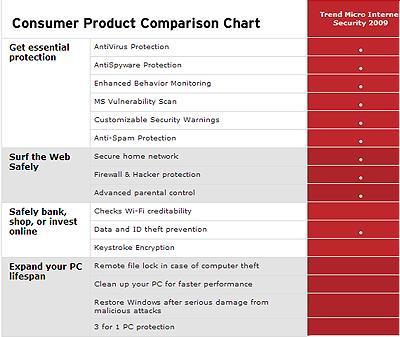 Consumer Product Comparison Chart
Trend Micro Interne
Security 2009
Get essential
protection
AntiVirus Protection
AntiSpyware Protection
Enhanced Behavior Monitoring
MS Vulnerability Scan
Customizable Security Warnings
Anti-Spam Protection
Surf the Web
Safely
Secure home network
Firewall & Hacker protection
Advanced parental control
Safely bank,
shop, or invest
online
Checks Wi-Fi creditability
Data and ID theft prevention
Keystroke Encryption
Expand your PC
lifespan
Remote file lock in case of computer theft
Clean up your PC for faster performance
Restore Windows after serious damage from
malicious attacks
3 for 1 PC protection